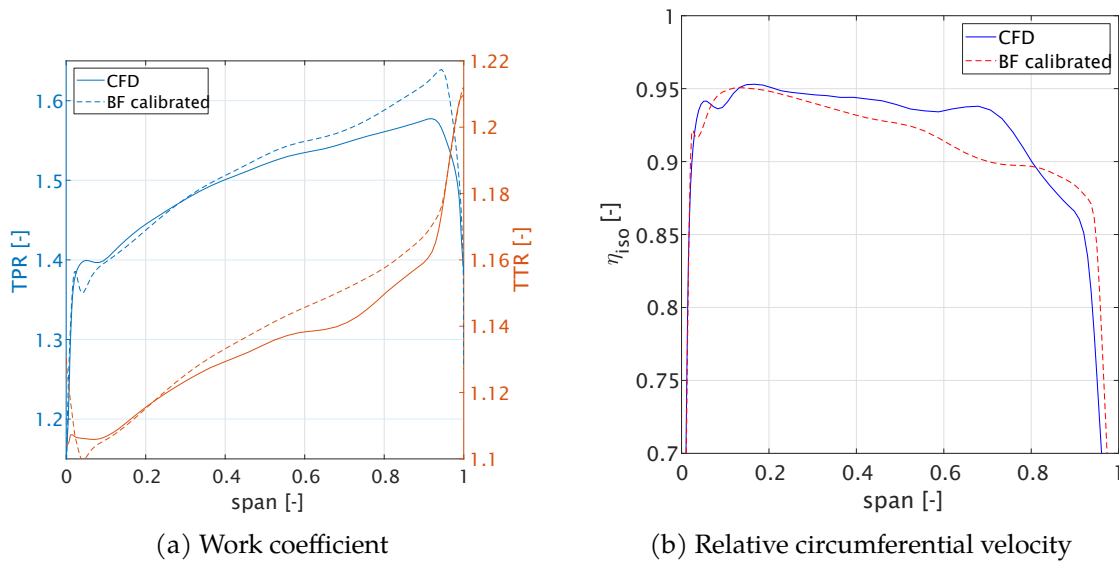 CFD
BF calibrated
TPR [-]
1.6
1.5
1.4
1.3
1.2
TTR [-]
1.22
1.2
1.18
1.16
1.14
1.12
1.1
0 0.2 0.4 0.6 0.8 1
span [-]
(a) Work coefficient
CFD
BF calibrated
ηiso [-]
1
0.95
0.9
0.85
0.8
0.75
0.7
0 0.2 0.4 0.6 0.8 1
span [-]
(b) Relative circumferential velocity